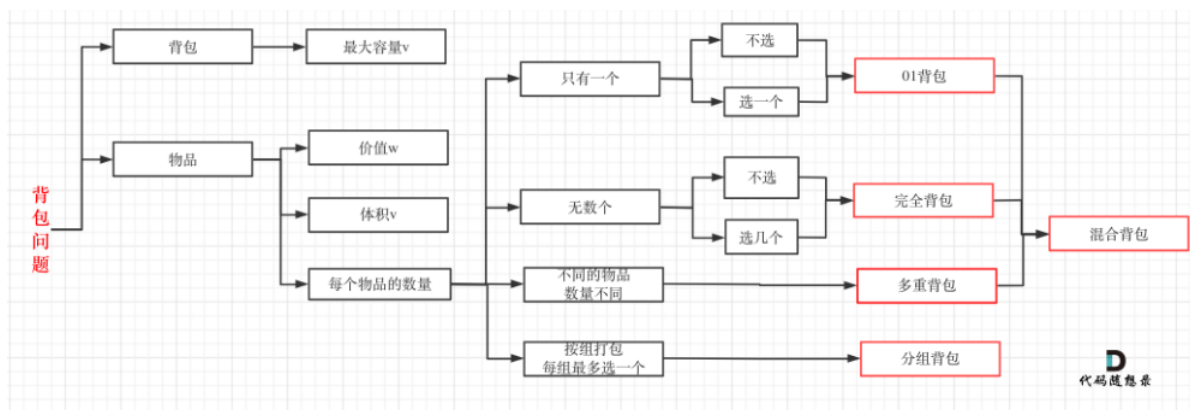 背包问题
背包
最大容量v
物品
价值w
体积v
每个物品的数量
只有一个
不选
选一个
01背包
无数个
不选
选几个
完全背包
不同的物品
数量不同
多重背包
混合背包
按组打包
每组最多选一个
分组背包
代码随想录